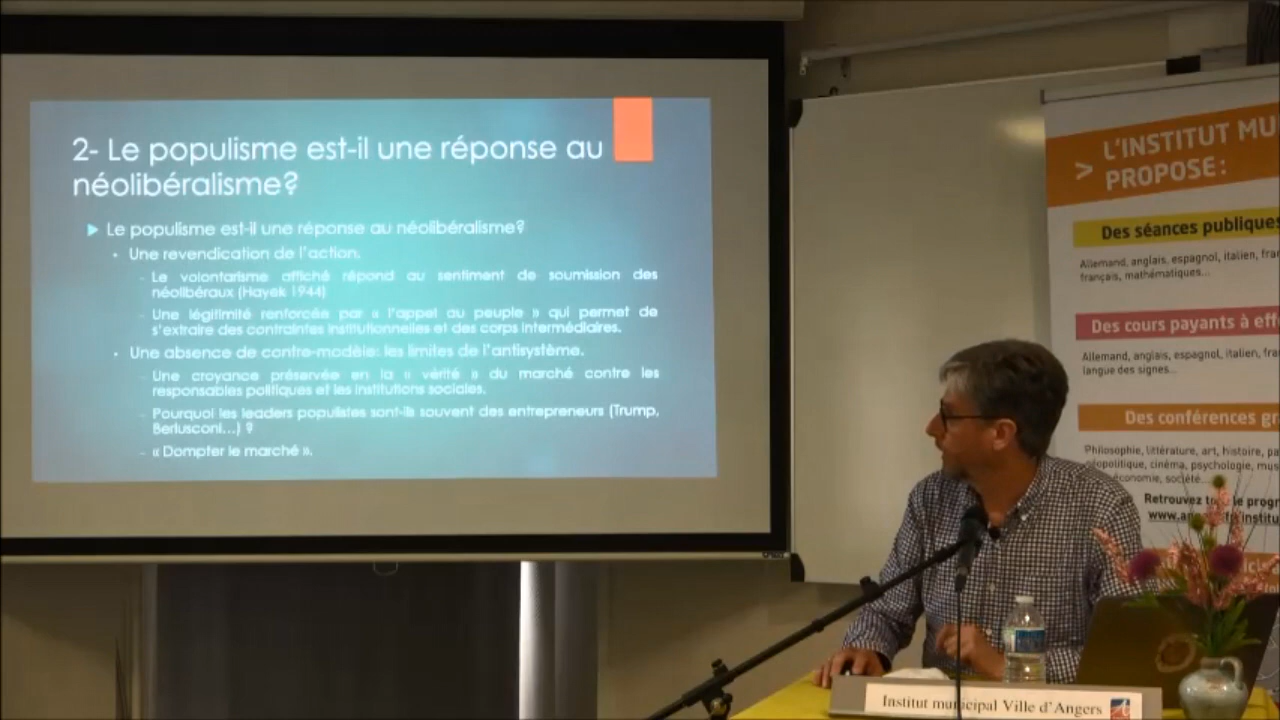 2- Le populisme est-il une réponse au
néolibéralisme?
Le populisme est-il une réponse au néolibéralisme?
Une revendication de l'action.
- Le volontarisme affiché répond au sentiment de soumission des
néolibéraux (Hayek 1944)
- Une légitimité renforcée par « l'appel au peuple » qui permet de
s'extraire des contraintes institutionnelles et des corps intermédiaires.
Une absence de contre-modèle: les limites de l'antisystème.
- Une croyance préservée en la « vérité » du marché contre les
responsables politiques et les institutions sociales.
- Pourquoi les leaders populistes sont-ils souvent des entrepreneurs (Trump,
Berlusconi...) ?
- « Dompter le marché ».
> L'INSTITUT MU
PROPOSE:
Des séances publiques
Allemand, anglais, espagnol, italien, fra
français, mathématiques...
Des cours payants à eff
Allemand, anglais, espagnol, italien, fra
langue des signes...
Des conférences gr
Philosophie, littérature, art, histoire, pa
géopolitique, cinéma, psychologie, mus
économie, société...
Retrouvez le progr
Institut municipal Ville d'Angers